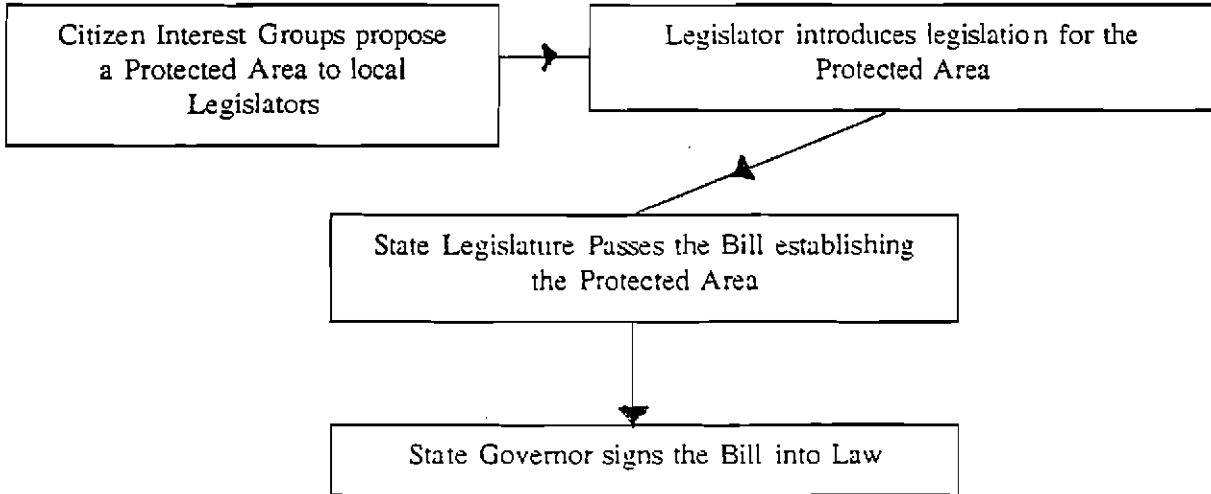 Citizen Interest Groups propose
a Protected Area to local
Legislators
Legislator introduces legislation for the
Protected Area
State Legislature Passes the Bill establishing
the Protected Area
State Governor signs the Bill into Law